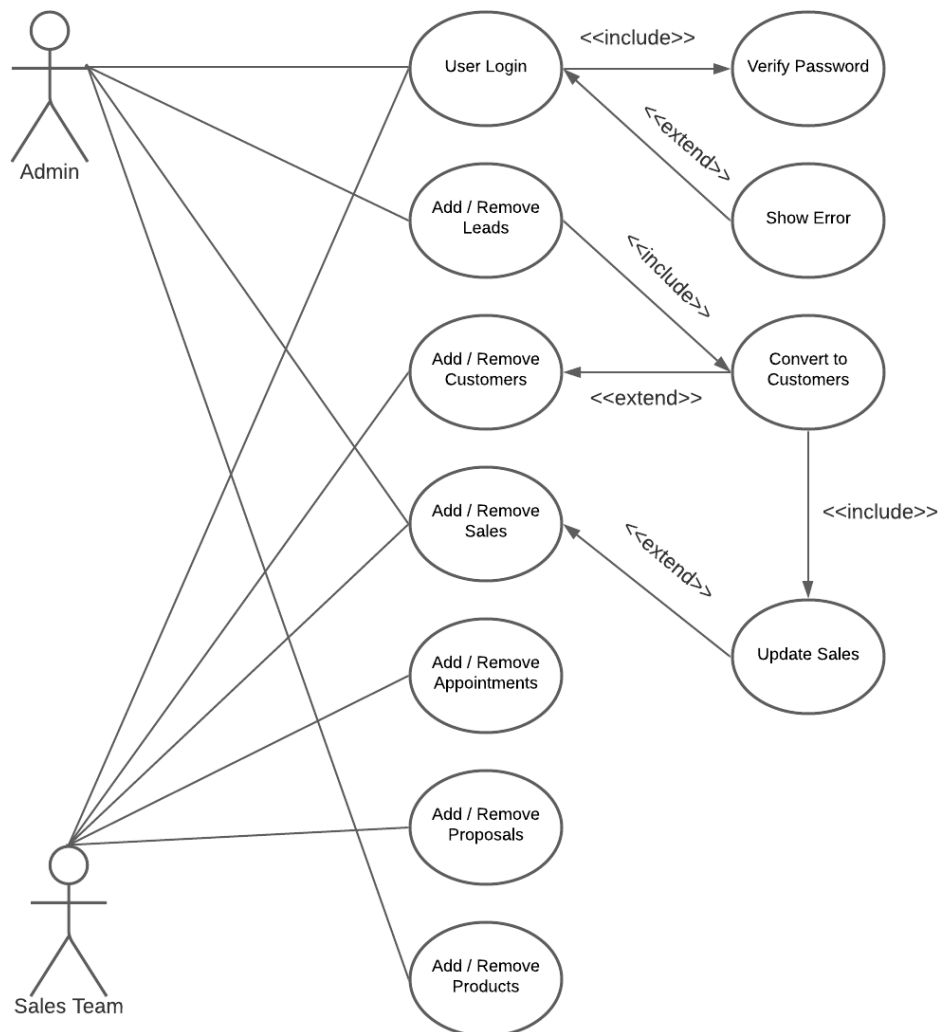 <<include>>
User Login
Verify Password
Admin
<<extend>>
Add / Remove
Leads
Show Error
<<include>>
Add / Remove
Customers
Convert to
Customers
<<extend>>
Add / Remove
Sales
<<include>>
<<extend>>
Add / Remove
Appointments
Update Sales
Add / Remove
Proposals
Add / Remove
Products
Sales Team